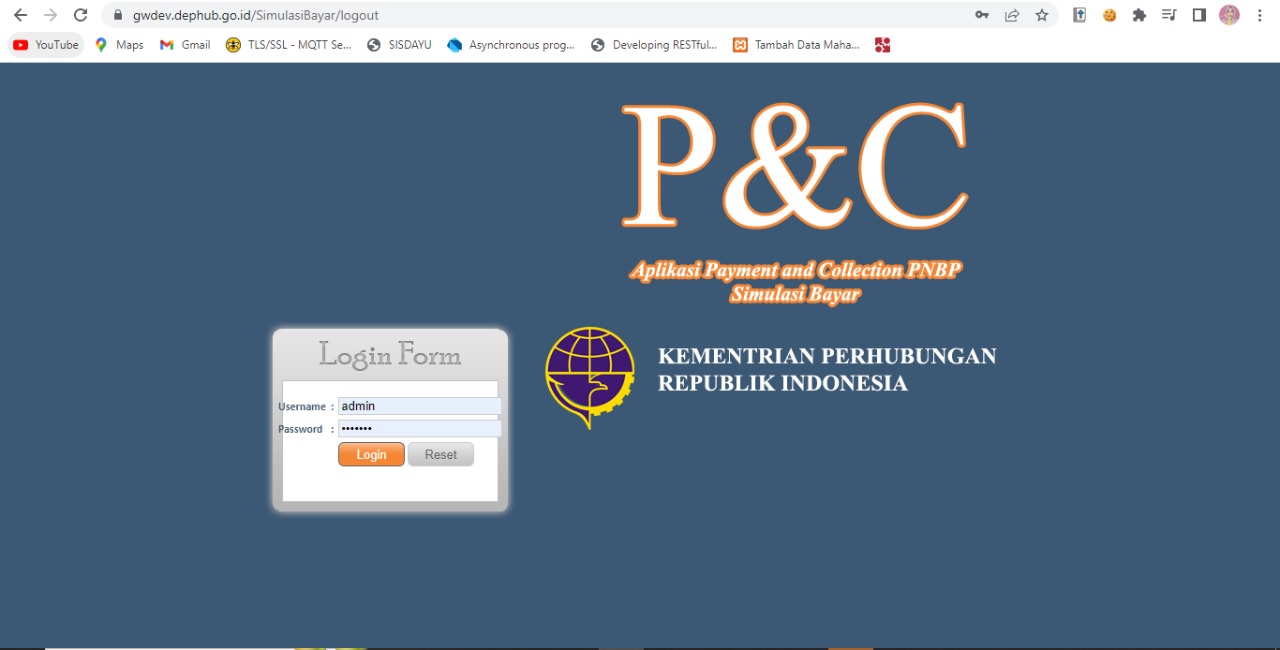 gwdev.dephub.go.id/SimulasiBayar/logout
YouTube Maps Gmail TLS/SSL - MQTT Se... SISDAYU Asynchronous prog... Developing RESTful... Tambah Data Maha...
P&C
Aplikasi Payment and Collection PNBP
Simulasi Bayar
Login Form
KEMENTRIAN PERHUBUNGAN
REPUBLIK INDONESIA
Username : admin
Password : •••••••
Login Reset